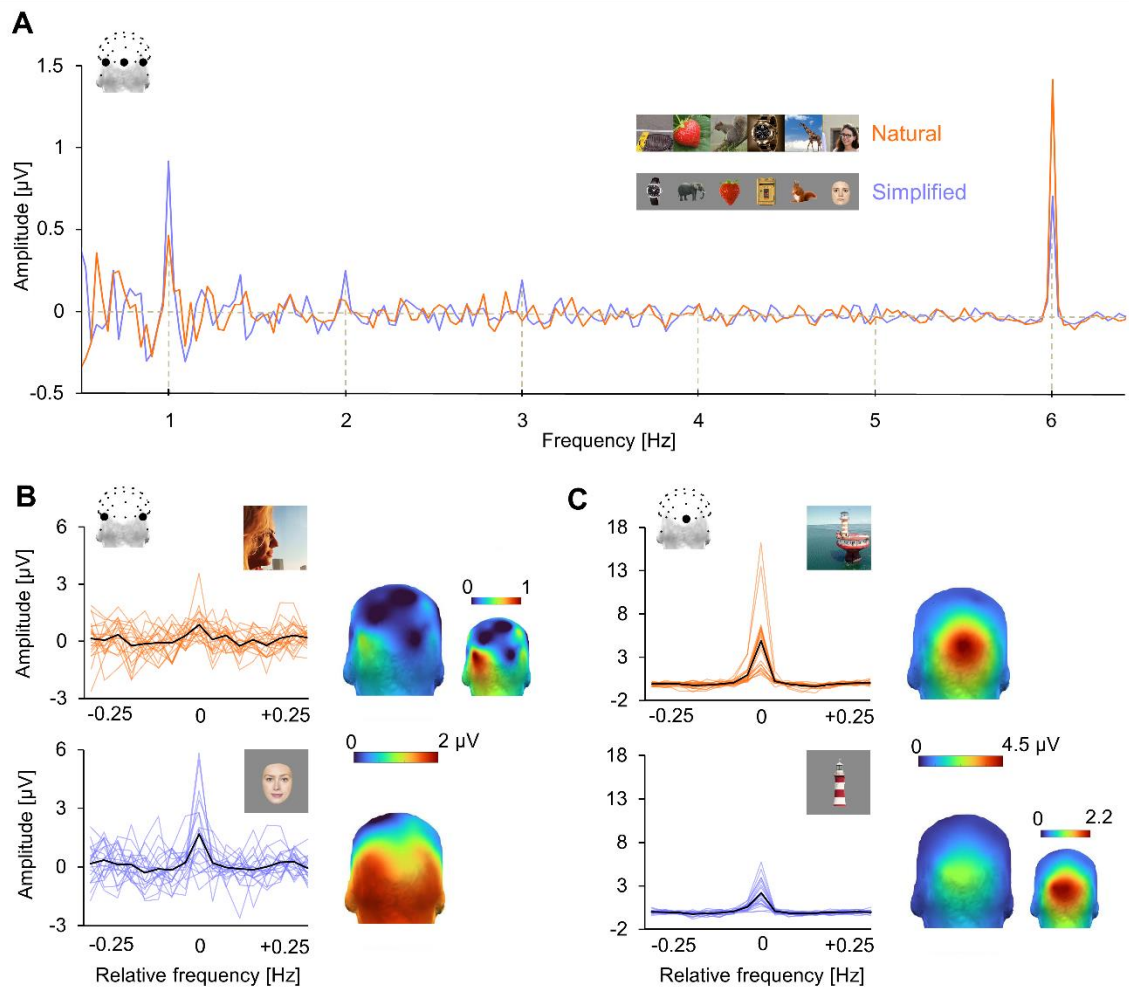 A
Amplitude [µV]
1.5
1
0.5
0
-0.5
Natural
Simplified
1 2 3 4 5 6
Frequency [Hz]
B
Amplitude [µV]
6
3
0
-3
-0.25 0 +0.25
0 1
0 2 µV
Amplitude [µV]
6
3
0
-3
-0.25 0 +0.25
Relative frequency [Hz]
C
18
13
8
3
-2
-0.25 0 +0.25
0 4.5 µV
18
13
8
3
-2
-0.25 0 +0.25
0 2.2
Relative frequency [Hz]